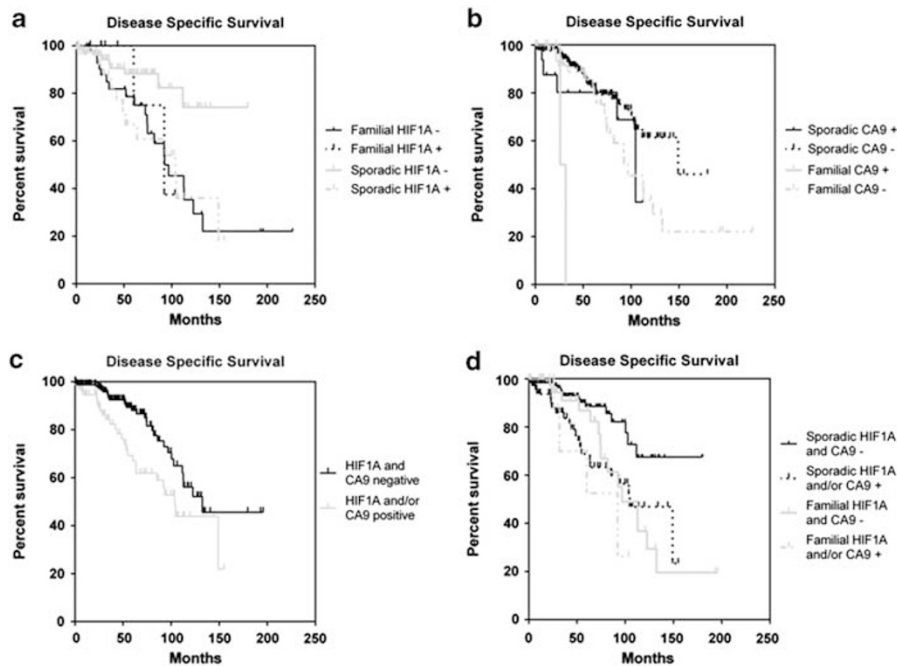 a
Disease Specific Survival
Percent survival
100
80
60
40
20
0
0 50 100 150 200 250
Months
Familial HIF1A -
Familial HIF1A +
Sporadic HIF1A -
Sporadic HIF1A +
b
Disease Specific Survival
Percent survival
100
80
60
40
20
0
0 50 100 150 200 250
Months
Sporadic CA9 +
Sporadic CA9 -
Familial CA9 +
Familial CA9 -
c
Disease Specific Survival
Percent survival
100
80
60
40
20
0
0 50 100 150 200 250
Months
HIF1A and
CA9 negative
HIF1A and/or
CA9 positive
d
Disease Specific Survival
Percent survival
100
80
60
40
20
0
0 50 100 150 200 250
Months
Sporadic HIF1A
and CA9 -
Sporadic HIF1A
and/or CA9 +
Familial HIF1A
and CA9 -
Familial HIF1A
and/or CA9 +